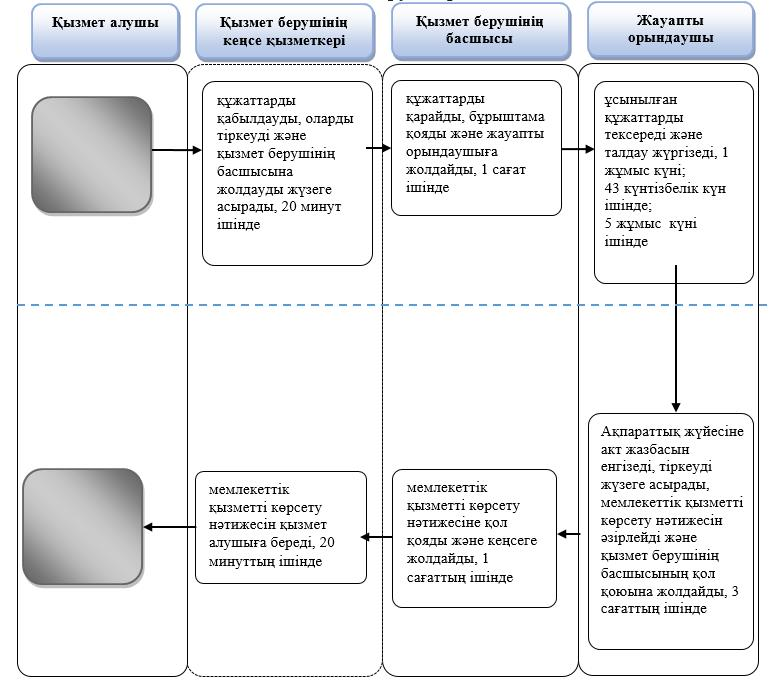 Қызмет алушы
Қызмет берушінің
кеңсе қызметкері
Қызмет берушінің
басшысы
Жауапты
орындаушы
құжаттарды
қабылдауды, оларды
тіркеуді және
қызмет берушінің
басшысына
жолдауды жүзеге
асырады, 20 минут
ішінде
құжаттарды
қарайды, бұрыштама
қояды және жауапты
орындаушыға
жолдайды, 1 сағат
ішінде
ұсынылған
құжаттарды
тексереді және
талдау жүргізеді, 1
жұмыс күні;
43 күнтізбелік күн
ішінде;
5 жұмыс күні
ішінде
Ақпараттық жүйесіне
акт жазбасын
енгізеді, тіркеуді
жүзеге асырады,
мемлекеттік қызметті
көрсету нәтижесін
әзірлейді және
қызмет берушінің
басшысының қол
қоюына жолдайды, 3
сағаттың ішінде
мемлекеттік
қызметті көрсету
нәтижесіне қол
қояды және кеңсеге
жолдайды, 1
сағаттың ішінде
мемлекеттік
қызметті көрсету
нәтижесін қызмет
алушыға береді, 20
минуттың ішінде